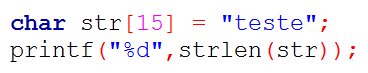 char str[15] = "teste";
printf("%d",strlen(str));